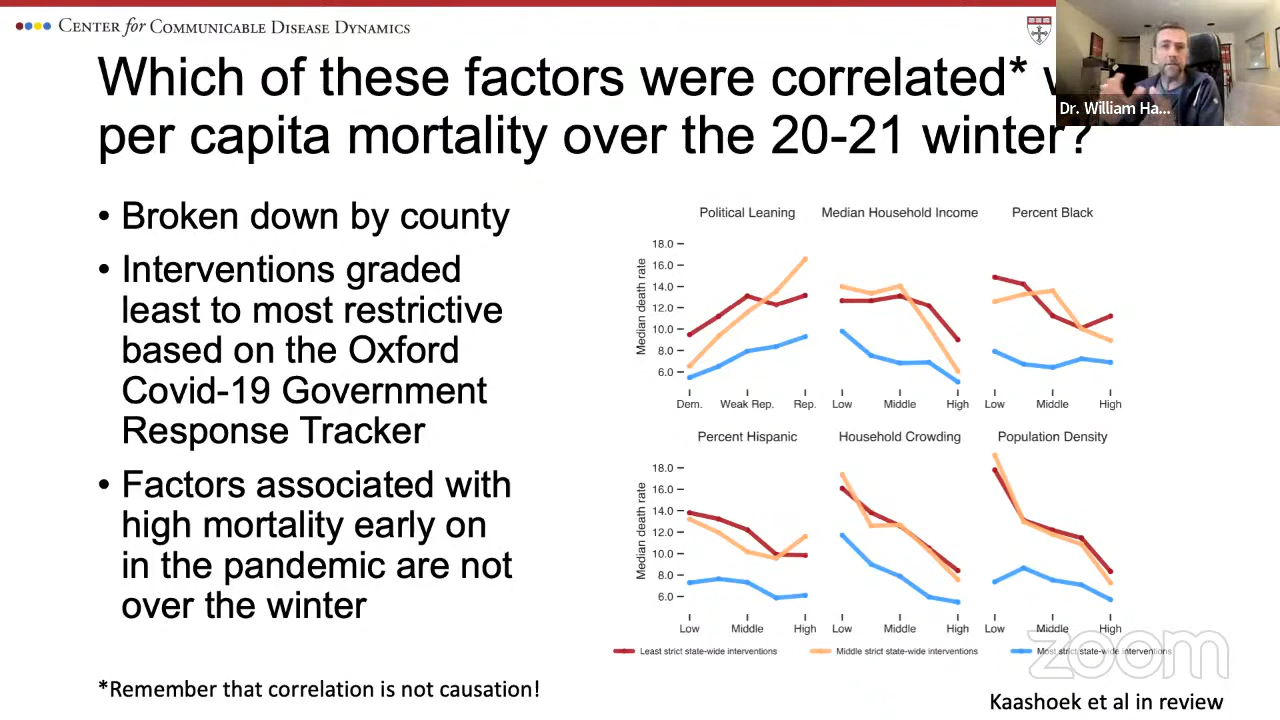 CENTER for COMMUNICABLE DISEASE DYNAMICS
Which of these factors were correlated* w
per capita mortality over the 20-21 winter?
Dr. William Ha...
• Broken down by county
• Interventions graded
least to most restrictive
based on the Oxford
Covid-19 Government
Response Tracker
• Factors associated with
high mortality early on
in the pandemic are not
over the winter
*Remember that correlation is not causation!
Political Leaning Median Household Income Percent Black
Median death rate
18.0
16.0
14.0
12.0
10.0
8.0
6.0
Dem. Weak Rep. Rep. Low Middle High Low Middle High
Percent Hispanic Household Crowding Population Density
Median death rate
18.0
16.0
14.0
12.0
10.0
8.0
6.0
Low Middle High Low Middle High Low Middle High
Least strict state-wide interventions Middle strict state-wide interventions Most strict state-wide interventions
zoom
Kaashoek et al in review